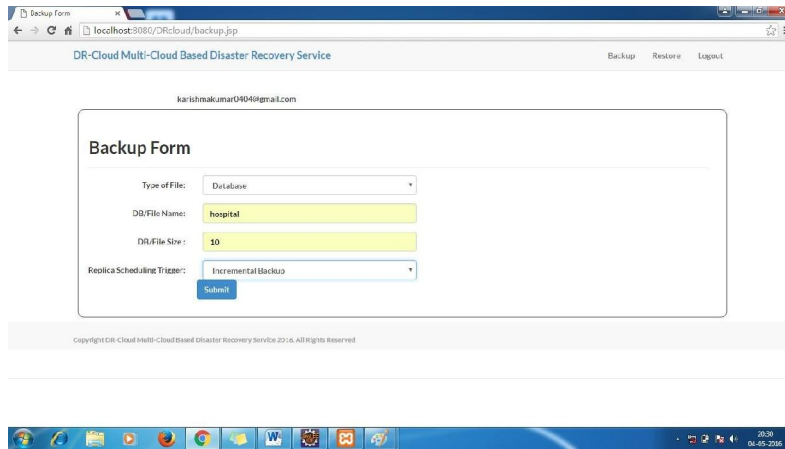 Backup Form
localhost:8080/DRcloud/backup.jsp
DR-Cloud Multi-Cloud Based Disaster Recovery Service
Backup Restore Logout
karishmakumar0404@gmail.com
Backup Form
Type of File: Database
DB/File Name: hospital
DB/File Size : 10
Replica Scheduling Trigger: Incremental Backup
Submit
Copyright DR-Cloud Multi-Cloud Based Disaster Recovery Service 2016. All Rights Reserved
20:30
04-05-2016